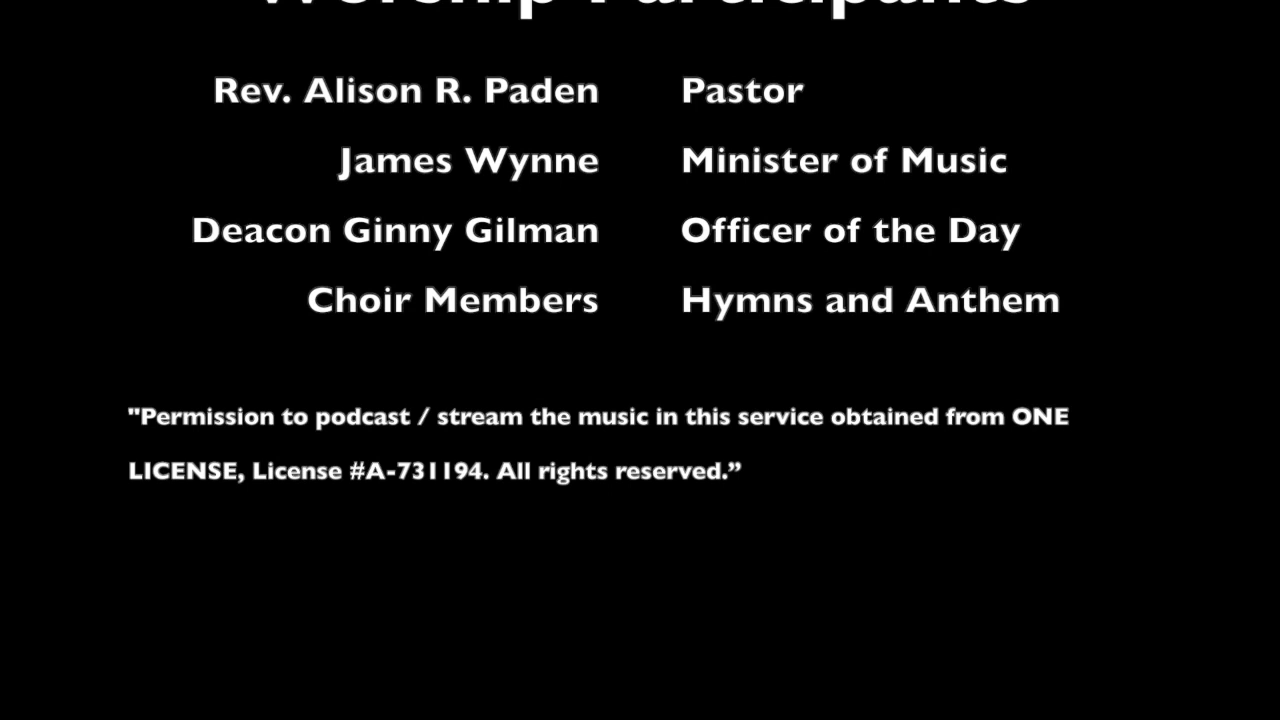 Worship Participants
Rev. Alison R. Paden Pastor
James Wynne Minister of Music
Deacon Ginny Gilman Officer of the Day
Choir Members Hymns and Anthem
"Permission to podcast / stream the music in this service obtained from ONE
LICENSE, License #A-731194. All rights reserved.”